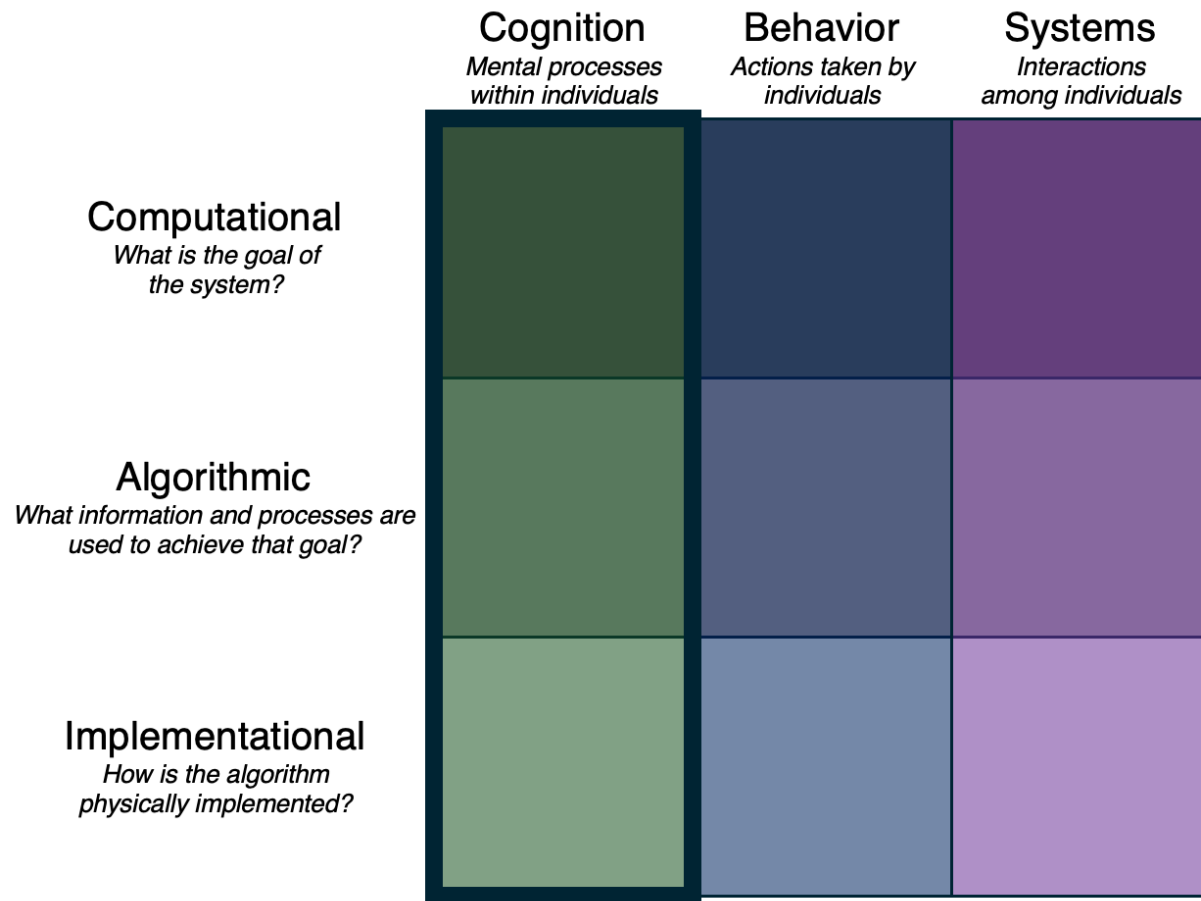 Cognition
Mental processes
within individuals
Behavior
Actions taken by
individuals
Systems
Interactions
among individuals
Computational
What is the goal of
the system?
Algorithmic
What information and processes are
used to achieve that goal?
Implementational
How is the algorithm
physically implemented?